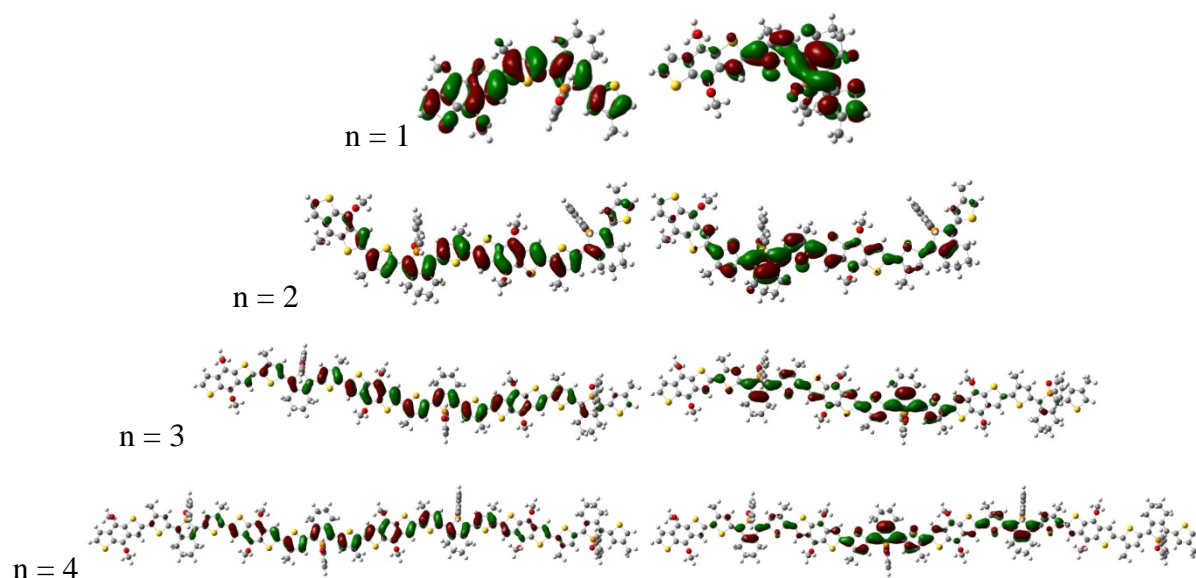 n = 1
n = 2
n = 3
n = 4